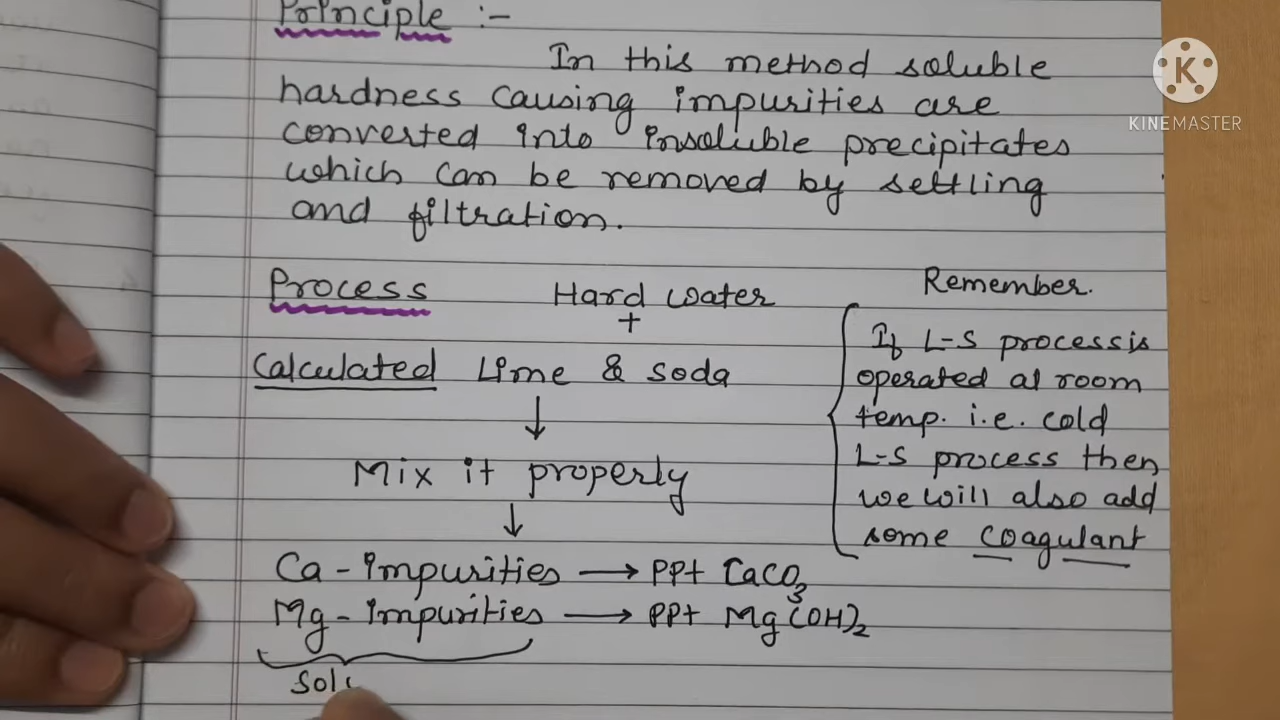 Principle :-
In this method soluble
hardness causing impurities are
converted into insoluble precipitates
which can be removed by settling
and filtration.
Process
Hard water
+
Calculated Lime & soda
↓
Mix it properly
↓
Ca - impurities → PPt CaCO3
Mg - impurities → PPt Mg(OH)2
Remember.
If L-S process is
operated at room
temp. i.e. cold
L-S process then
we will also add
some coagulant
K
KINEMASTER